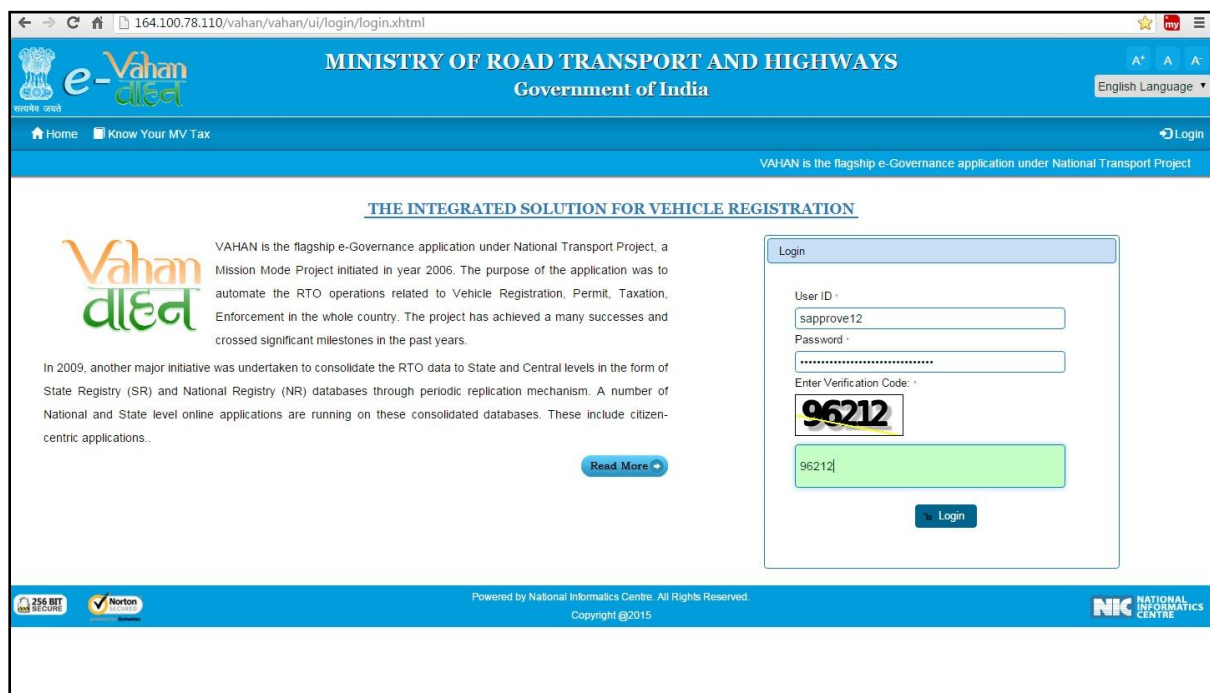 164.100.78.110/vahan/vahan/ui/login/login.xhtml
my
सत्यमेव जयते
e-Vahan
वाहन
MINISTRY OF ROAD TRANSPORT AND HIGHWAYS
Government of India
A+ A A-
English Language
Home Know Your MV Tax
Login
VAHAN is the flagship e-Governance application under National Transport Project
THE INTEGRATED SOLUTION FOR VEHICLE REGISTRATION
Vahan
वाहन
VAHAN is the flagship e-Governance application under National Transport Project, a
Mission Mode Project initiated in year 2006. The purpose of the application was to
automate the RTO operations related to Vehicle Registration, Permit, Taxation,
Enforcement in the whole country. The project has achieved a many successes and
crossed significant milestones in the past years.
In 2009, another major initiative was undertaken to consolidate the RTO data to State and Central levels in the form of
State Registry (SR) and National Registry (NR) databases through periodic replication mechanism. A number of
National and State level online applications are running on these consolidated databases. These include citizen-
centric applications..
Read More
Login
User ID
sapprove12
Password
Enter Verification Code:
96212
96212
Login
256 BIT
SECURE
Norton
SECURED
powered by Symantec
Powered by National Informatics Centre. All Rights Reserved.
Copyright @2015
NIC NATIONAL
INFORMATICS
CENTRE